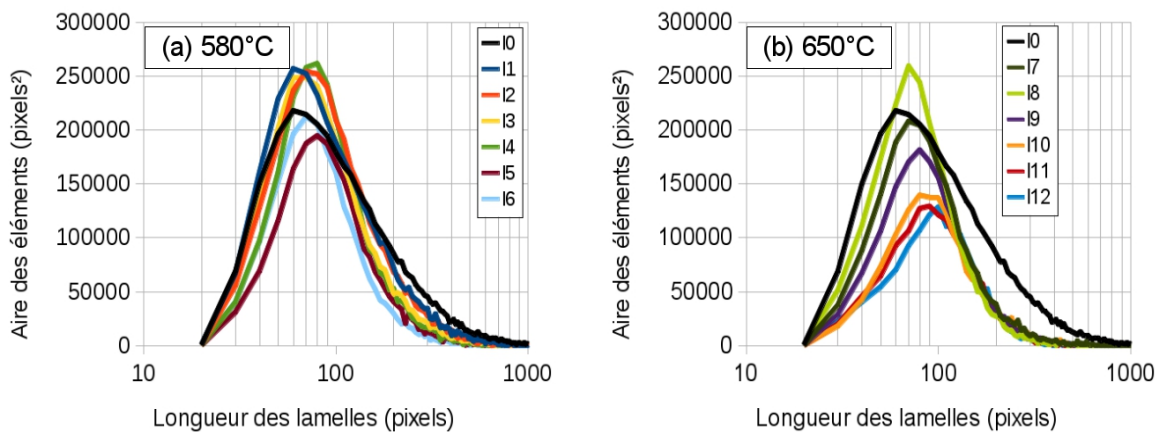 Aire des éléments (pixels²)
300000
250000
200000
150000
100000
50000
0
(a) 580°C
I0
I1
I2
I3
I4
I5
I6
10
100
1000
Longueur des lamelles (pixels)
Aire des éléments (pixels²)
300000
250000
200000
150000
100000
50000
0
(b) 650°C
I0
I7
I8
I9
I10
I11
I12
10
100
1000
Longueur des lamelles (pixels)